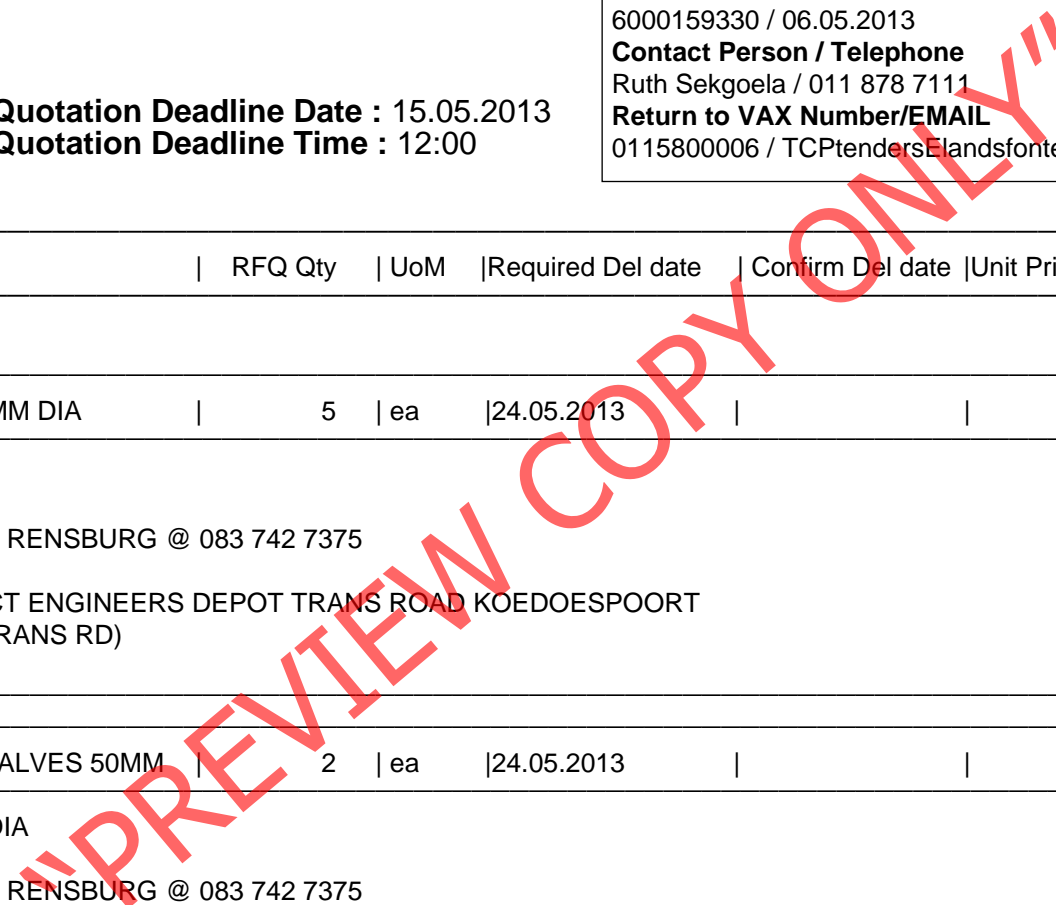 6000159330 / 06.05.2013
Contact Person / Telephone
Ruth Sekgoela / 011 878 7111
Quotation Deadline Date : 15.05.2013
Return to VAX Number/EMAIL
Quotation Deadline Time : 12:00
0115800006 / TCPtendersElandsfonte
| RFQ Qty | UoM |Required Del date | Confirm Del date |Unit Pri
MM DIA | 5 | ea |24.05.2013 | |
RENSBURG @ 083 742 7375
CT ENGINEERS DEPOT TRANS ROAD KOEDOESPOORT
RANS RD)
ALVES 50MM | 2 | ea |24.05.2013 | |
DIA
RENSBURG @ 083 742 7375
"PREVIEW COPY ONLY"